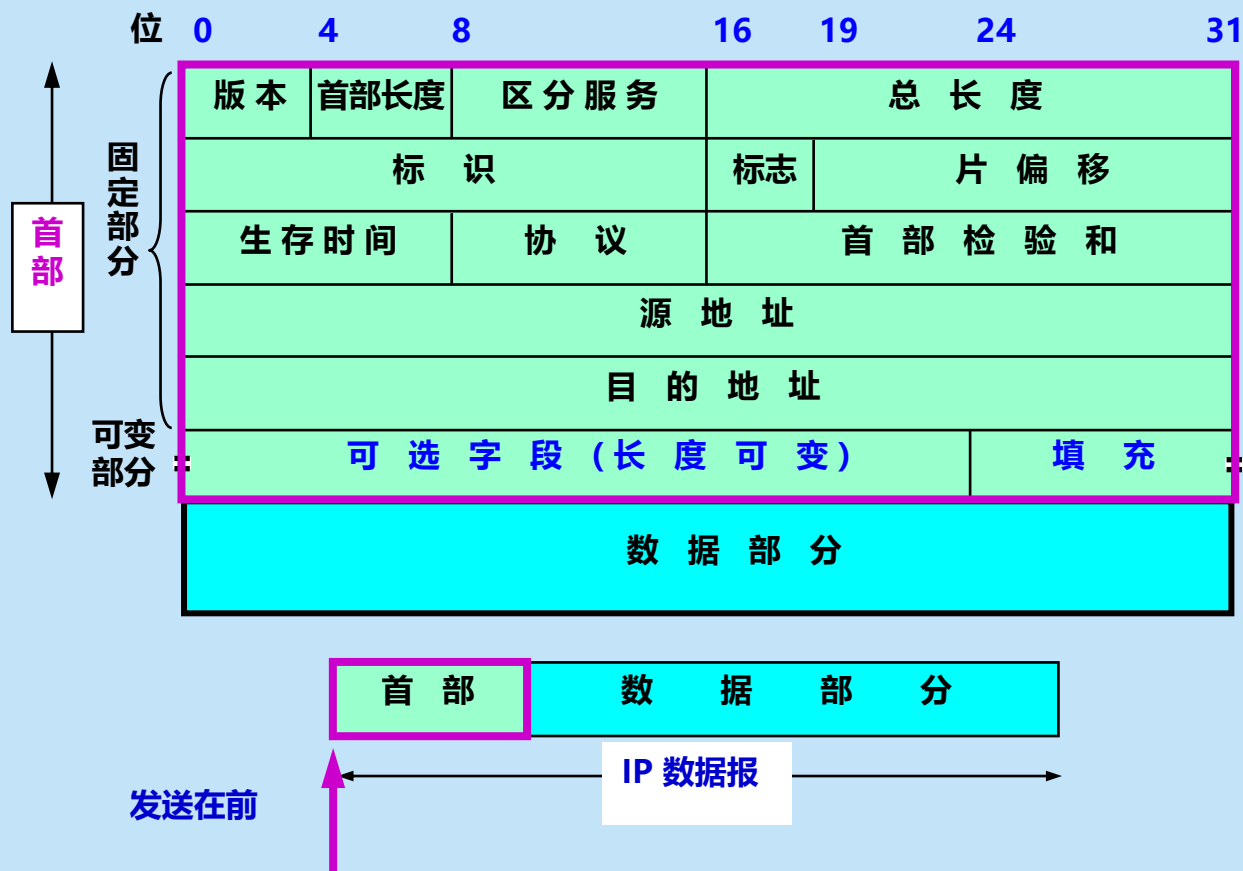 位 0 4 8 16 19 24 31
版本 首部长度 区分服务 总长度
标识 标志 片偏移
生存时间 协议 首部检验和
源地址
目的地址
可选字段(长度可变) 填充
固定部分
首部
可变
部分
数据部分
首部 数据部分
IP 数据报
发送在前